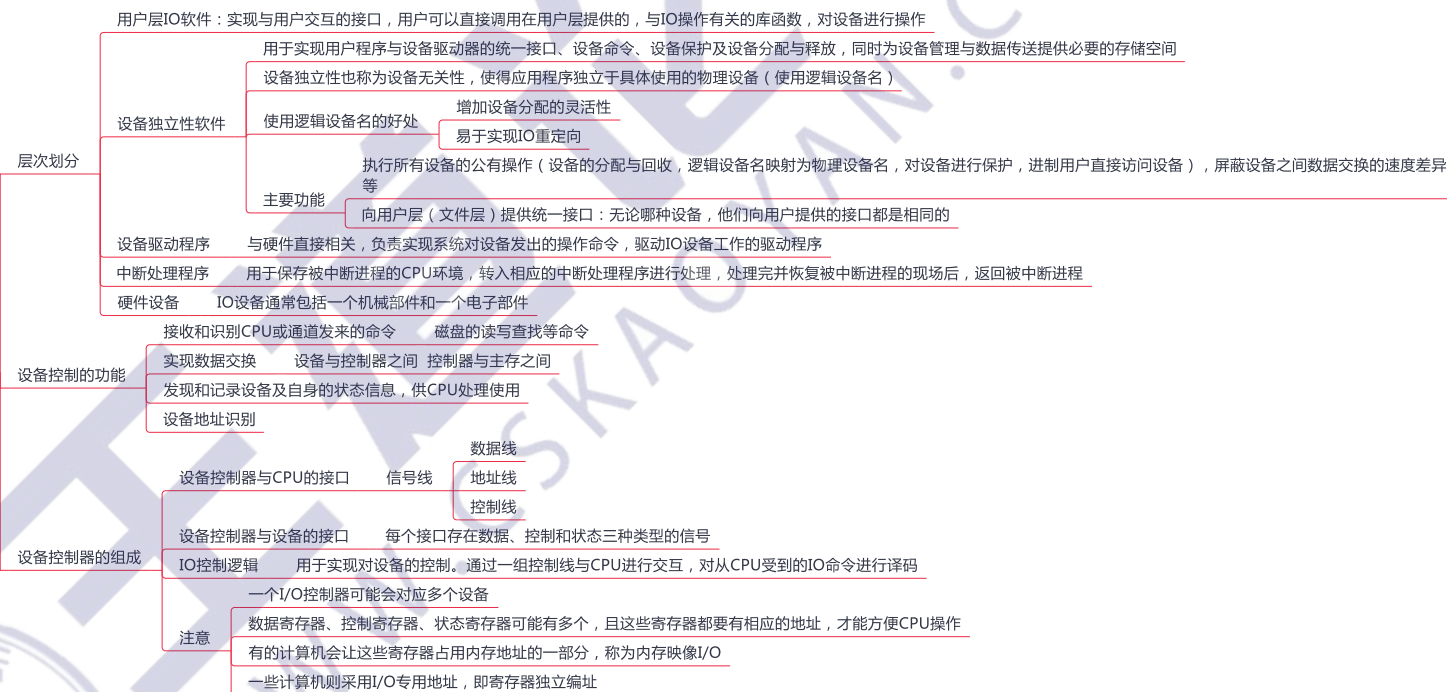 用户层IO软件：实现与用户交互的接口，用户可以直接调用在用户层提供的，与IO操作有关的库函数，对设备进行操作
用于实现用户程序与设备驱动器的统一接口、设备命令、设备保护及设备分配与释放，同时为设备管理与数据传送提供必要的存储空间
设备独立性也称为设备无关性，使得应用程序独立于具体使用的物理设备（使用逻辑设备名）
增加设备分配的灵活性
设备独立性软件
使用逻辑设备名的好处
易于实现IO重定向
层次划分
执行所有设备的公有操作（设备的分配与回收，逻辑设备名映射为物理设备名，对设备进行保护，进制用户直接访问设备），屏蔽设备之间数据交换的速度差异
等
主要功能
向用户层（文件层）提供统一接口：无论哪种设备，他们向用户提供的接口都是相同的
设备驱动程序 与硬件直接相关，负责实现系统对设备发出的操作命令，驱动IO设备工作的驱动程序
中断处理程序 用于保存被中断进程的CPU环境，转入相应的中断处理程序进行处理，处理完并恢复被中断进程的现场后，返回被中断进程
硬件设备 IO设备通常包括一个机械部件和一个电子部件
接收和识别CPU或通道发来的命令 磁盘的读写查找等命令
实现数据交换 设备与控制器之间 控制器与主存之间
设备控制的功能
发现和记录设备及自身的状态信息，供CPU处理使用
设备地址识别
数据线
设备控制器与CPU的接口 信号线 地址线
控制线
设备控制器与设备的接口 每个接口存在数据、控制和状态三种类型的信号
设备控制器的组成
IO控制逻辑 用于实现对设备的控制。通过一组控制线与CPU进行交互，对从CPU受到的IO命令进行译码
一个I/O控制器可能会对应多个设备
数据寄存器、控制寄存器、状态寄存器可能有多个，且这些寄存器都要有相应的地址，才能方便CPU操作
注意
有的计算机会让这些寄存器占用内存地址的一部分，称为内存映像I/O
一些计算机则采用I/O专用地址，即寄存器独立编址
王道论
WWW.CSKAOYAN.C